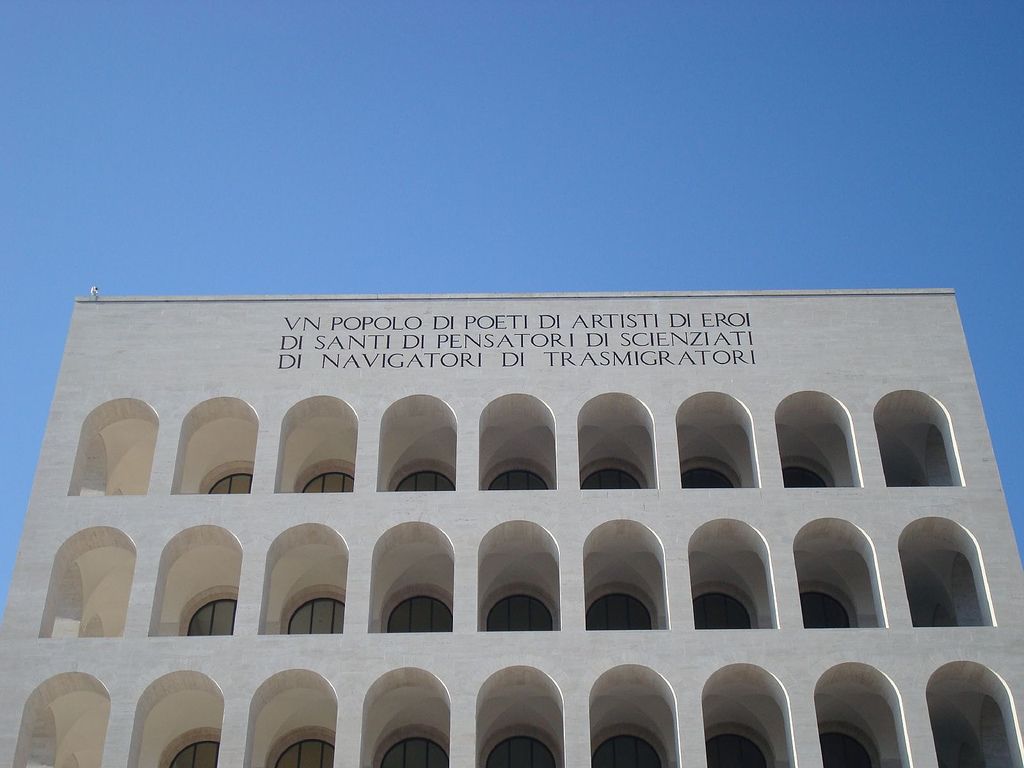 VN POPOLO DI POETI DI ARTISTI DI EROI
DI SANTI DI PENSATORI DI SCIENZIATI
DI NAVIGATORI DI TRASMIGRATORI